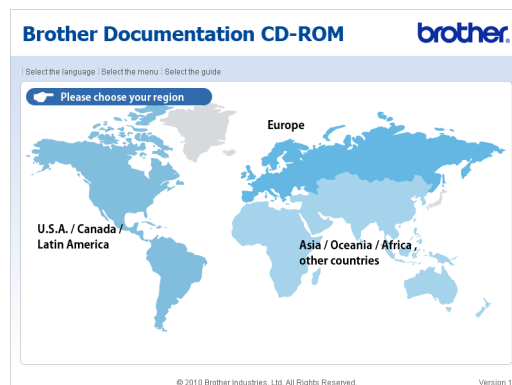 Brother Documentation CD-ROM
brother.
Select the language | Select the menu | Select the guide
Please choose your region
Europe
U.S.A. / Canada /
Latin America
Asia / Oceania / Africa ,
other countries
© 2010 Brother Industries, Ltd. All Rights Reserved.
Version 1